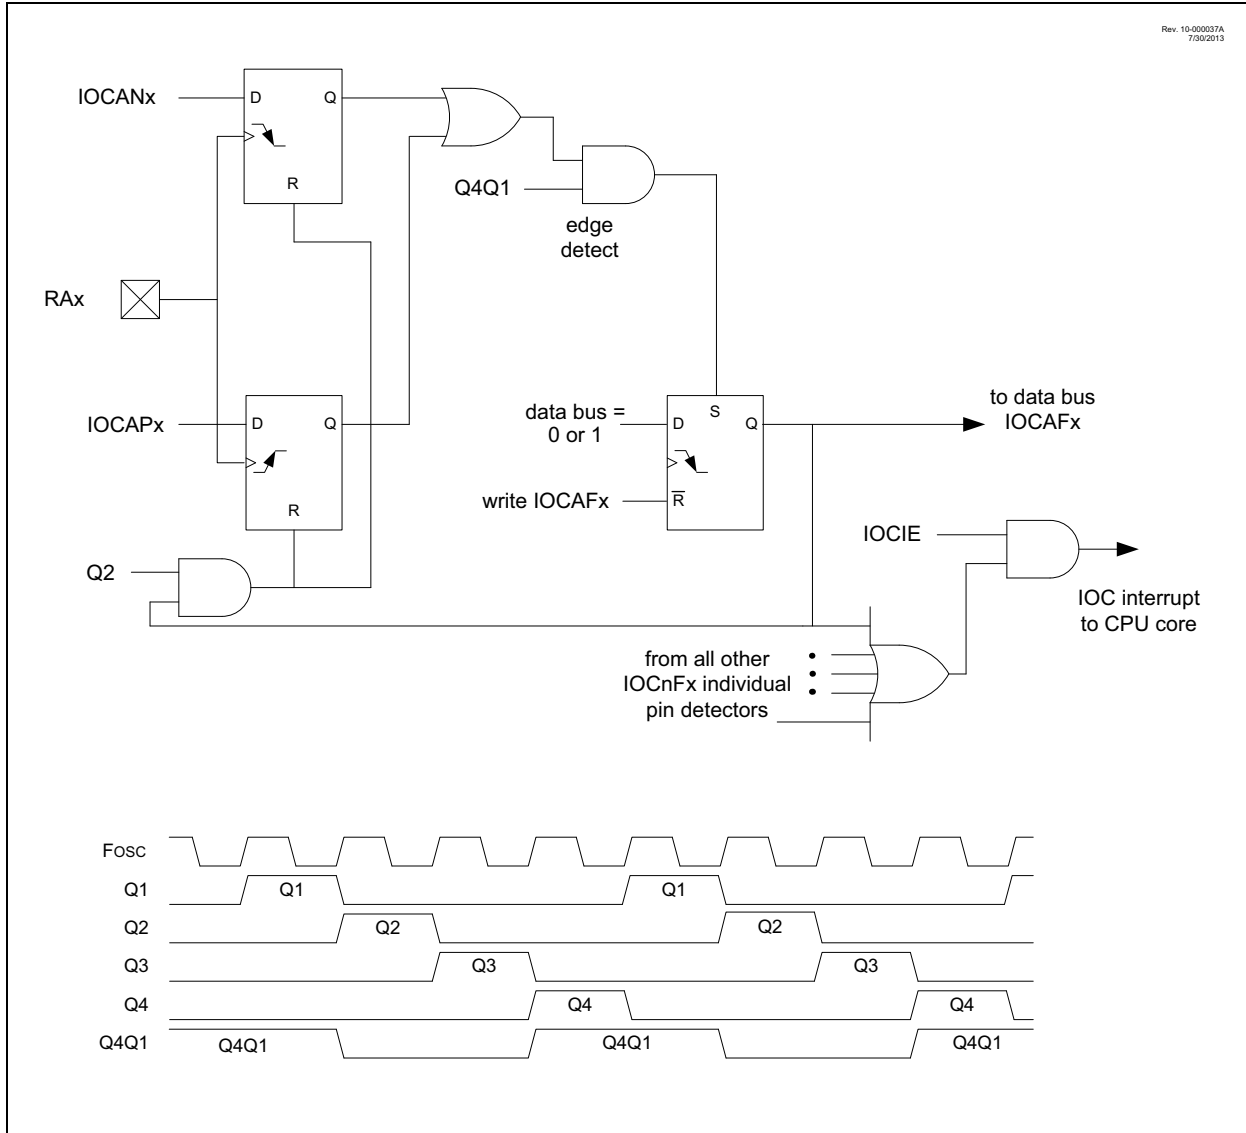 Rev. 10-000037A
7/30/2013
IOCANx
D
Q
R
Q4Q1
edge
detect
RAx
IOCAPx
D
Q
R
data bus =
0 or 1
S
D
Q
to data bus
IOCAFx
write IOCAFx
R
IOCIE
Q2
IOC interrupt
to CPU core
from all other
IOCnFx individual
pin detectors
FOSC
Q1
Q1
Q1
Q2
Q2
Q2
Q3
Q3
Q3
Q4
Q4
Q4
Q4Q1
Q4Q1
Q4Q1
Q4Q1